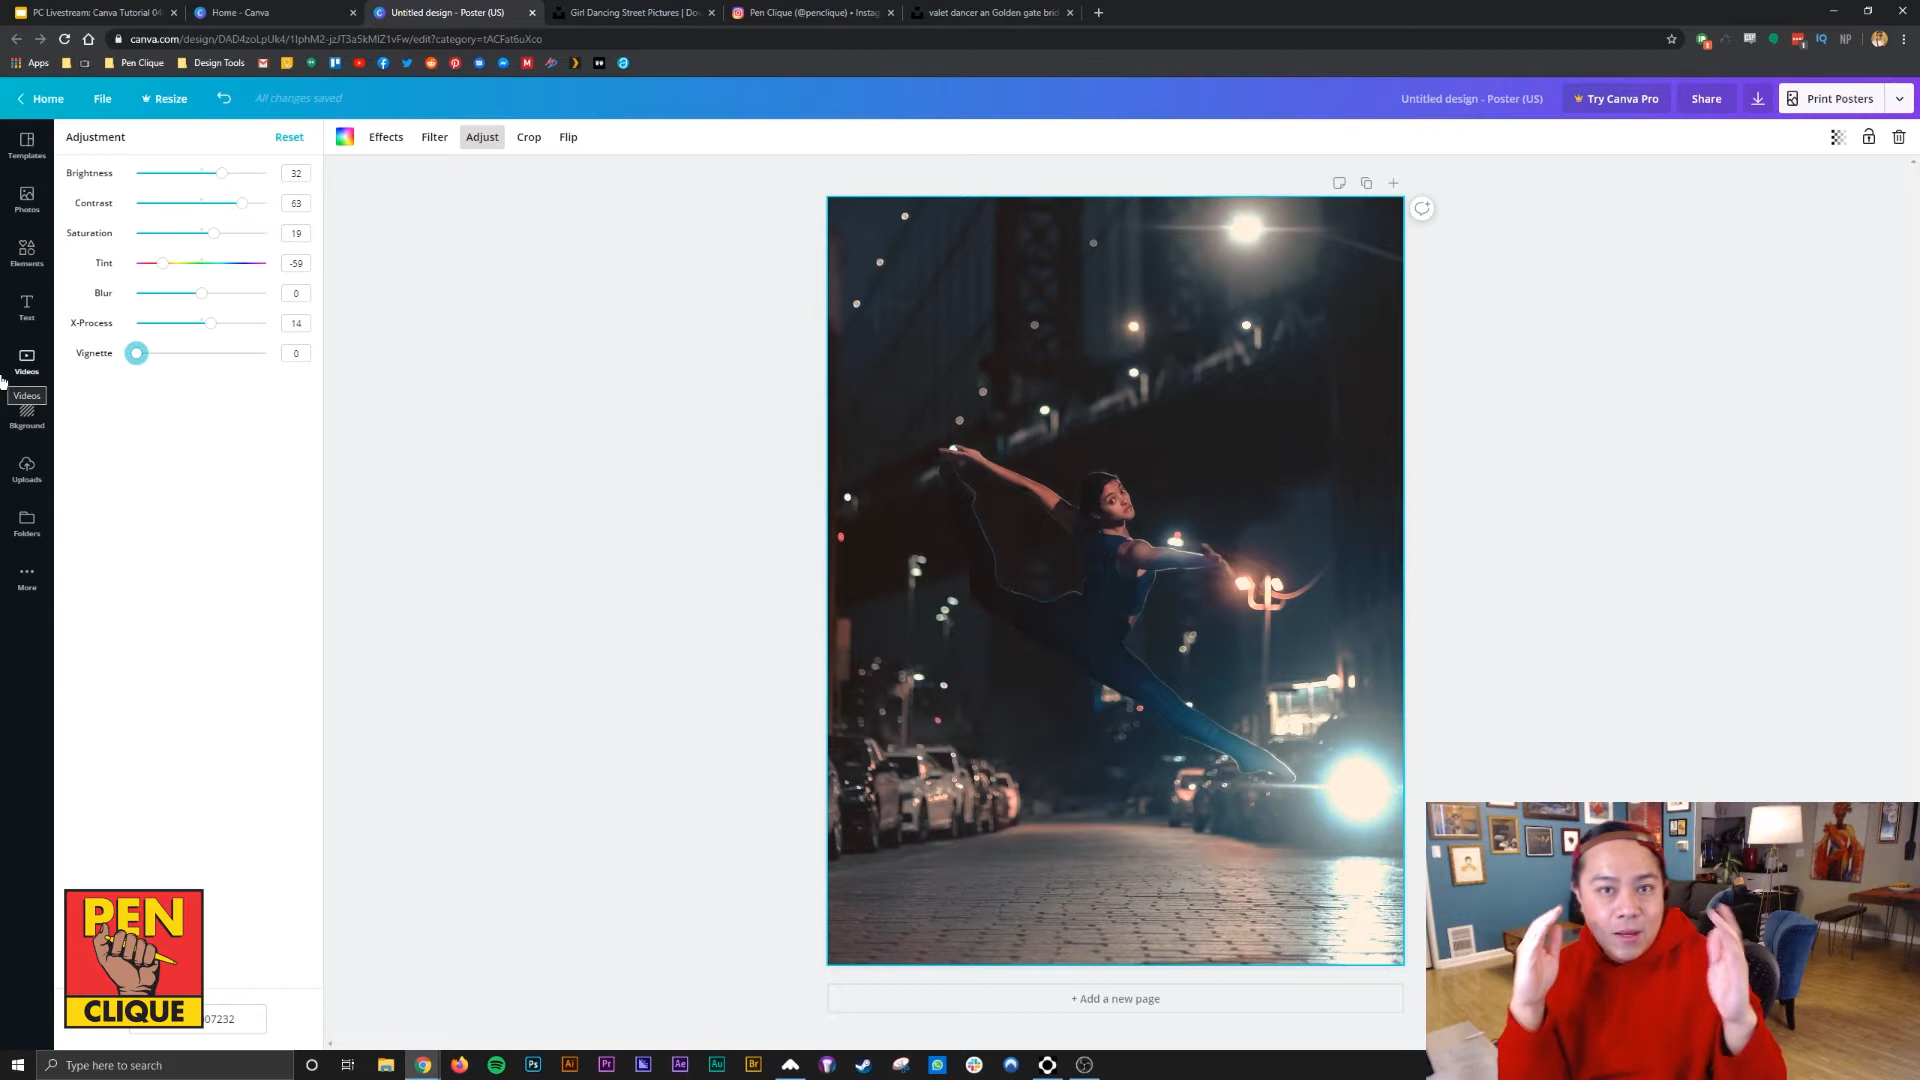 PC Livestream: Canva Tutorial 04
Home - Canva
Untitled design - Poster (US)
Girl Dancing Street Pictures | Do
Pen Clique (@penclique) • Instag
valet dancer an Golden gate brid
canva.com/design/DAD4zoLpUk4/1IphM2-jzJT3a5kMIZ1vFw/edit?category=tACFat6uXco
Apps
Pen Clique
Design Tools
Home
File
Resize
All changes saved
Untitled design - Poster (US)
Try Canva Pro
Share
Print Posters
Templates
Photos
Elements
Text
Videos
Videos
Bkground
Uploads
Folders
More
Adjustment
Reset
Effects
Filter
Adjust
Crop
Flip
Brightness 32
Contrast 63
Saturation 19
Tint -59
Blur 0
X-Process 14
Vignette 0
+ Add a new page
PEN
CLIQUE
07232
Type here to search